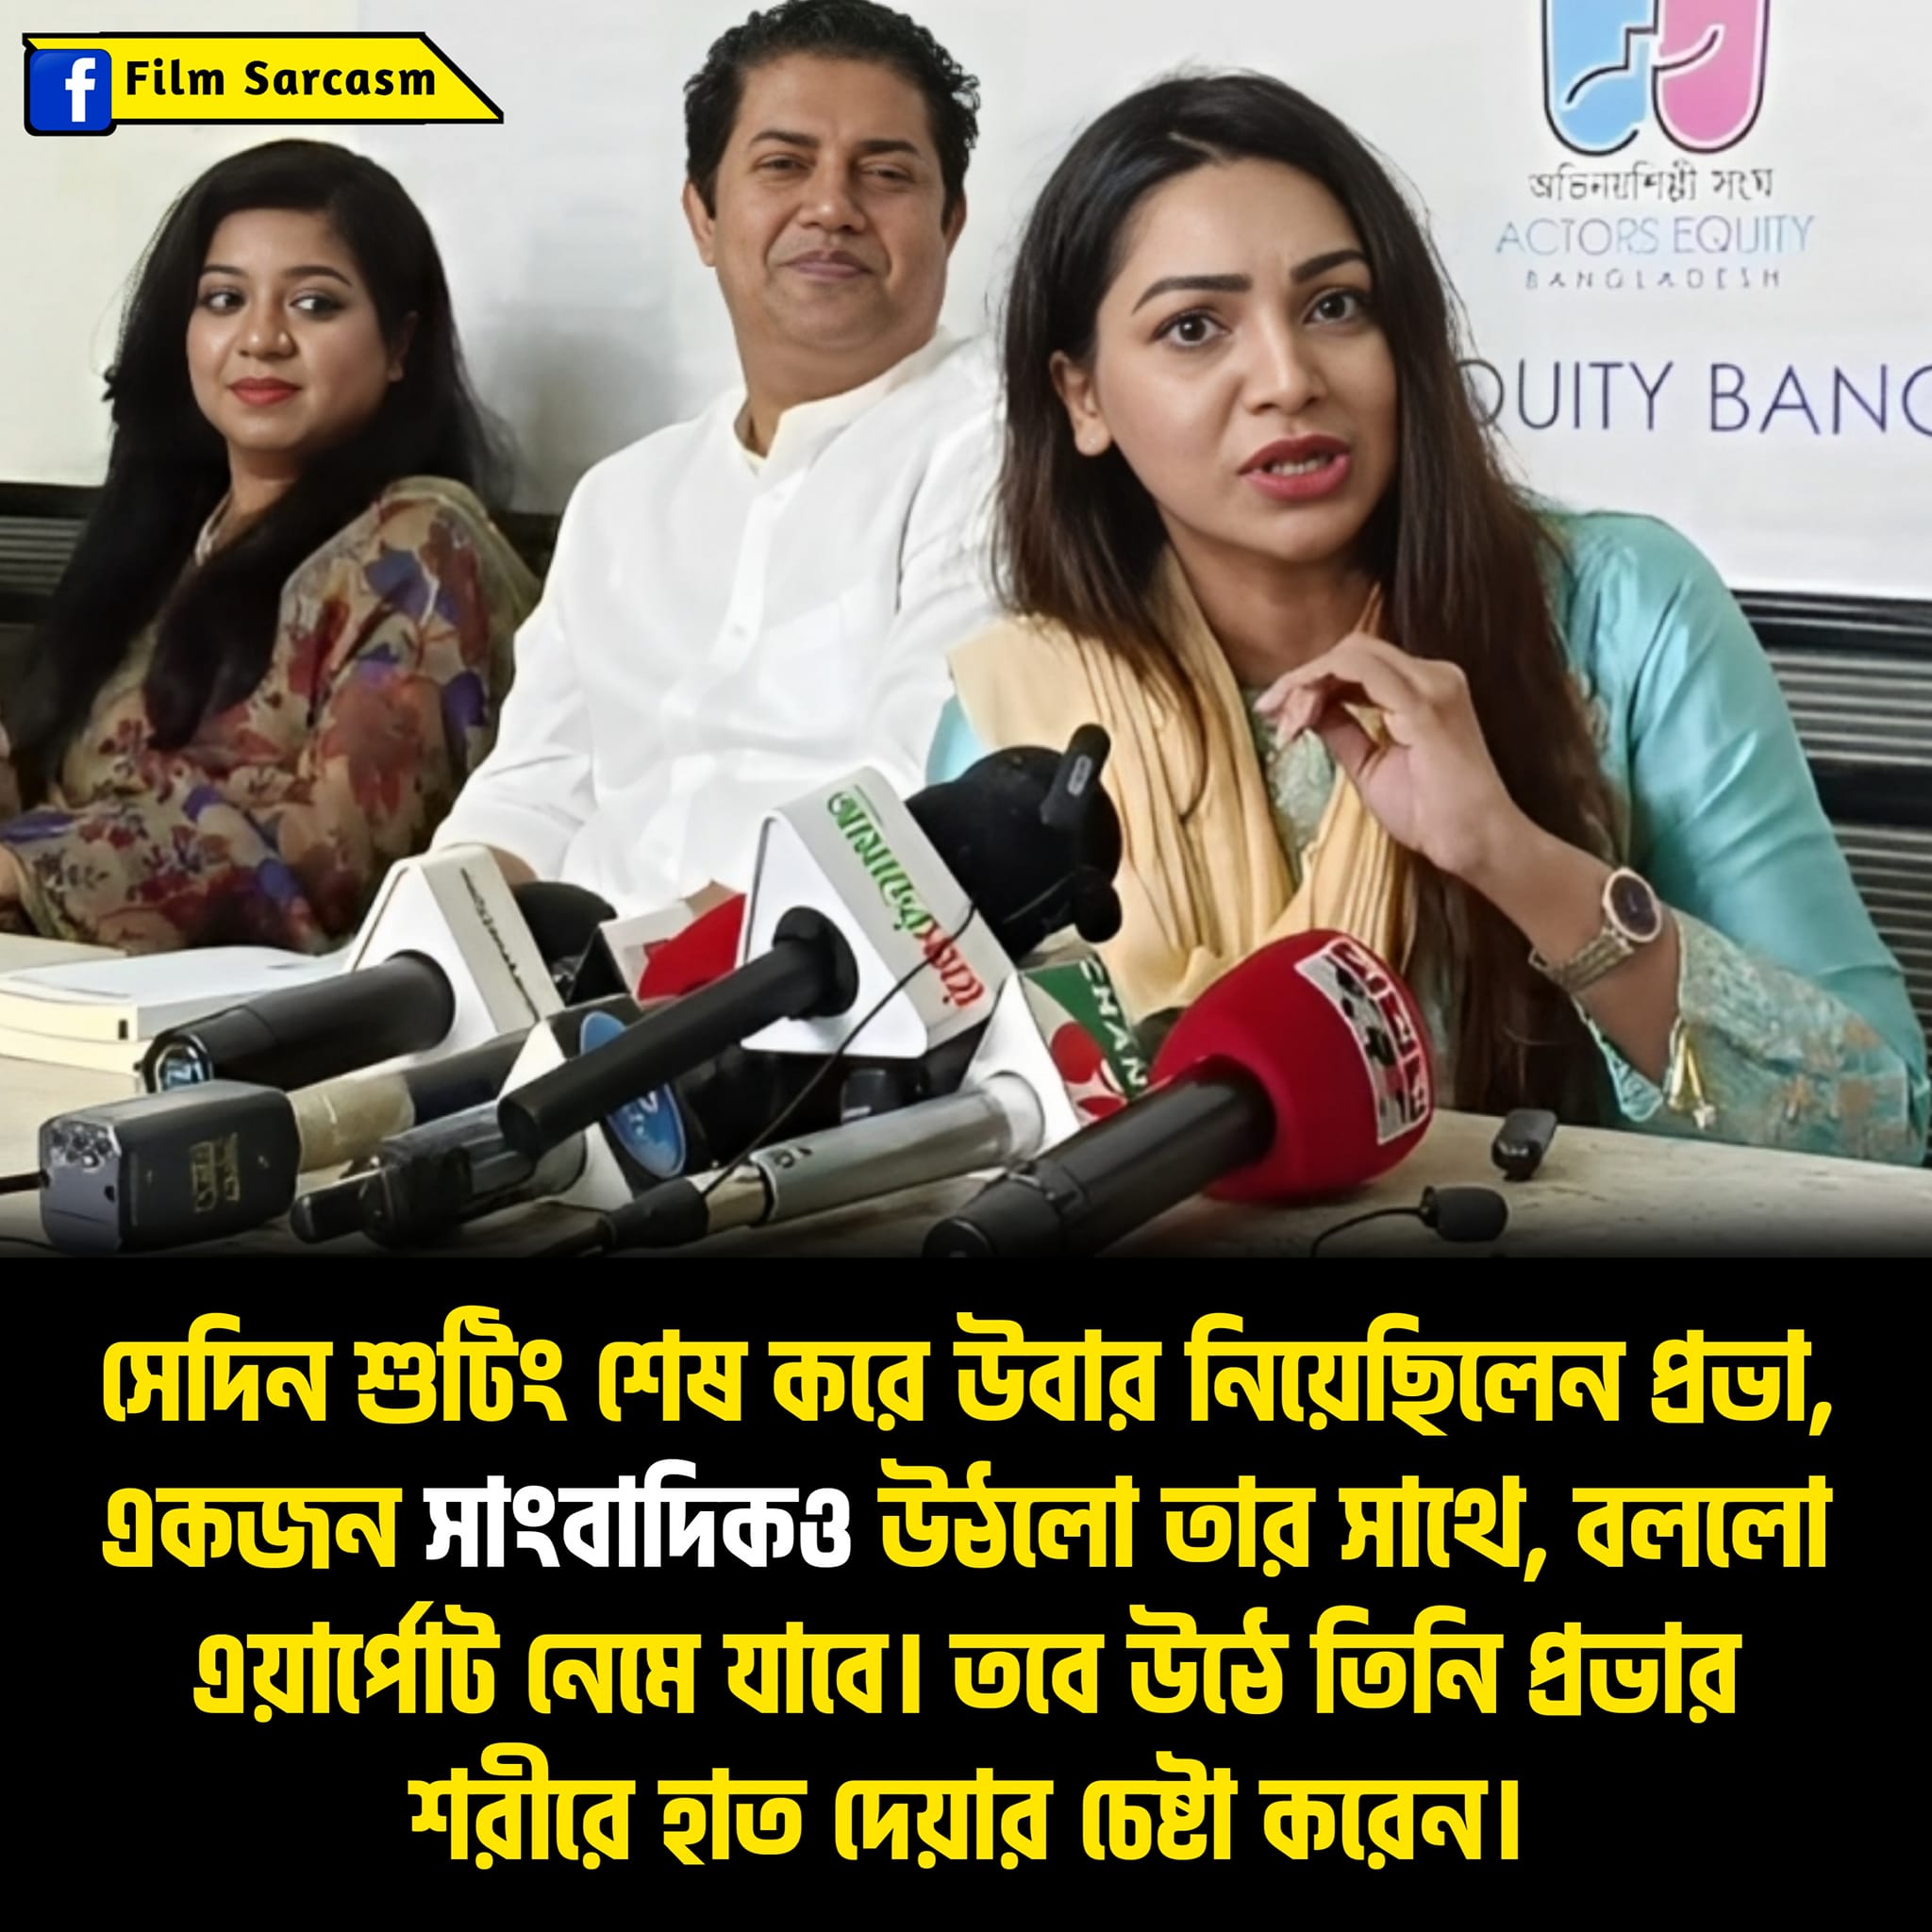 Film Sarcasm
অভিনয়শিল্পী সংঘ
ACTORS EQUITY
BANGLADESH
QUITY BANG
CHAN
সেদিন শুটিং শেষ করে উবার নিয়েছিলেন প্রভা,
একজন সাংবাদিকও উঠলো তার সাথে, বললো
এয়ার্পোট নেমে যাবে। তবে উঠে তিনি প্রভার
শরীরে হাত দেয়ার চেষ্টা করেন।